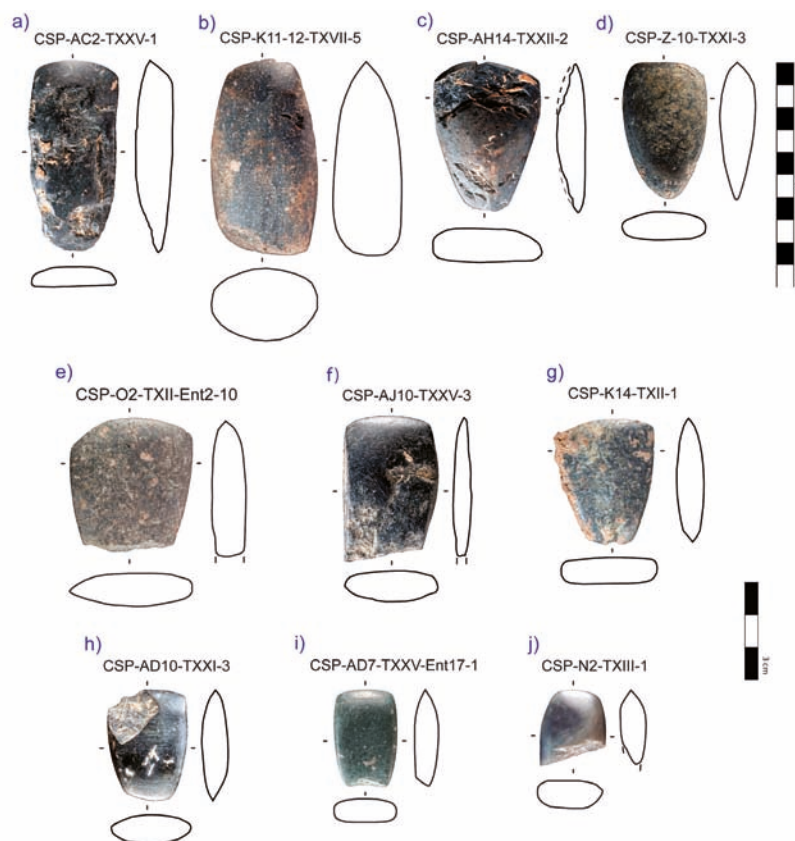 a)
CSP-AC2-TXXV-1
b)
CSP-K11-12-TXVII-5
c)
CSP-AH14-TXXII-2
d)
CSP-Z-10-TXXI-3
e)
CSP-O2-TXII-Ent2-10
f)
CSP-AJ10-TXXV-3
g)
CSP-K14-TXII-1
3 cm
h)
CSP-AD10-TXXI-3
i)
CSP-AD7-TXXV-Ent17-1
j)
CSP-N2-TXIII-1